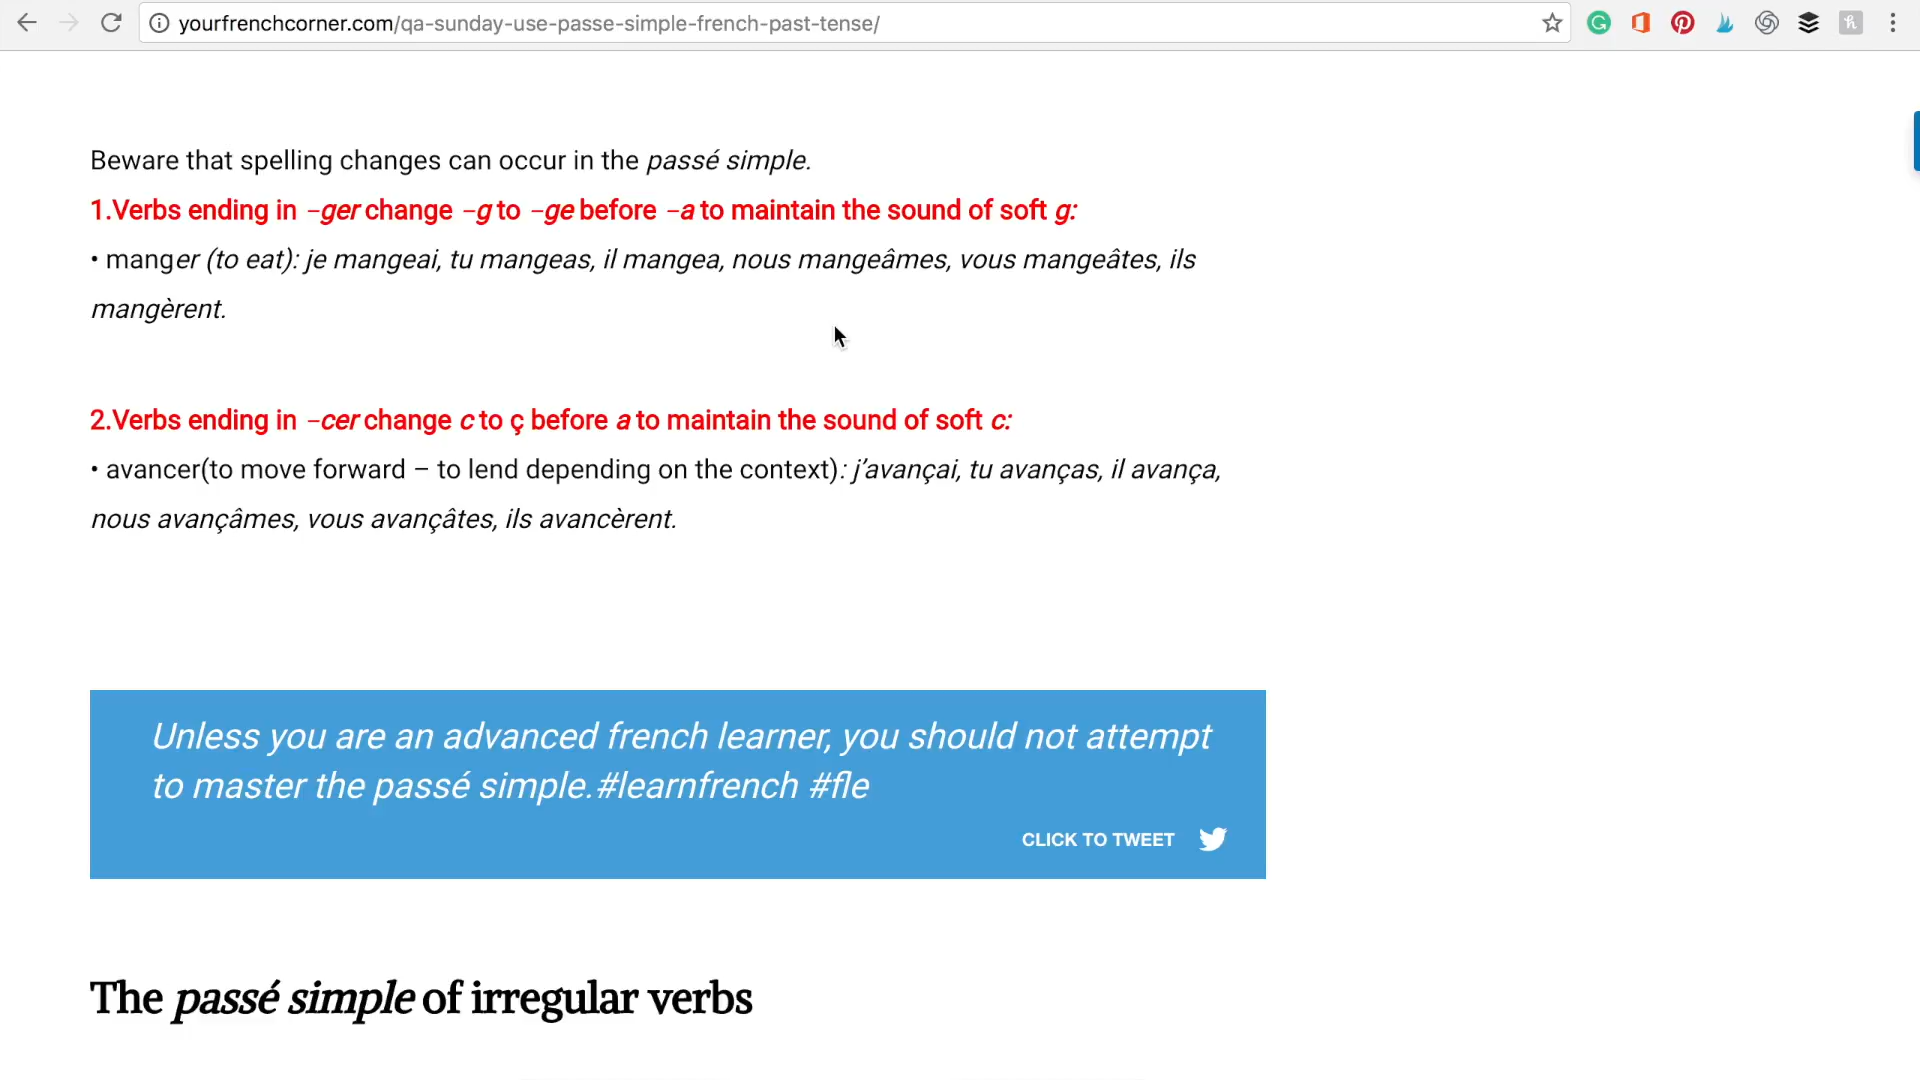 yourfrenchcorner.com/qa-sunday-use-passe-simple-french-past-tense/
Beware that spelling changes can occur in the passé simple.
1.Verbs ending in –ger change –g to –ge before –a to maintain the sound of soft g:
• manger (to eat): je mangeai, tu mangeas, il mangea, nous mangeâmes, vous mangeâtes, ils
mangèrent.
2.Verbs ending in –cer change c to ç before a to maintain the sound of soft c:
• avancer(to move forward – to lend depending on the context): j’avançai, tu avanças, il avança,
nous avançâmes, vous avançâtes, ils avancèrent.
Unless you are an advanced french learner, you should not attempt
to master the passé simple.#learnfrench #fle
CLICK TO TWEET
The passé simple of irregular verbs